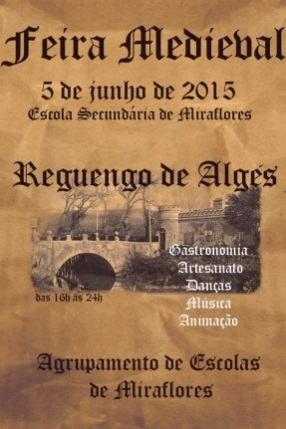 Feira Medieval
5 de junho de 2015
Escola Secundária de Miraflores
Reguengo de Algés
Gastronomia
Artesanato
Danças
Música
Animação
das 16h às 24h
Agrupamento de Escolas
de Miraflores